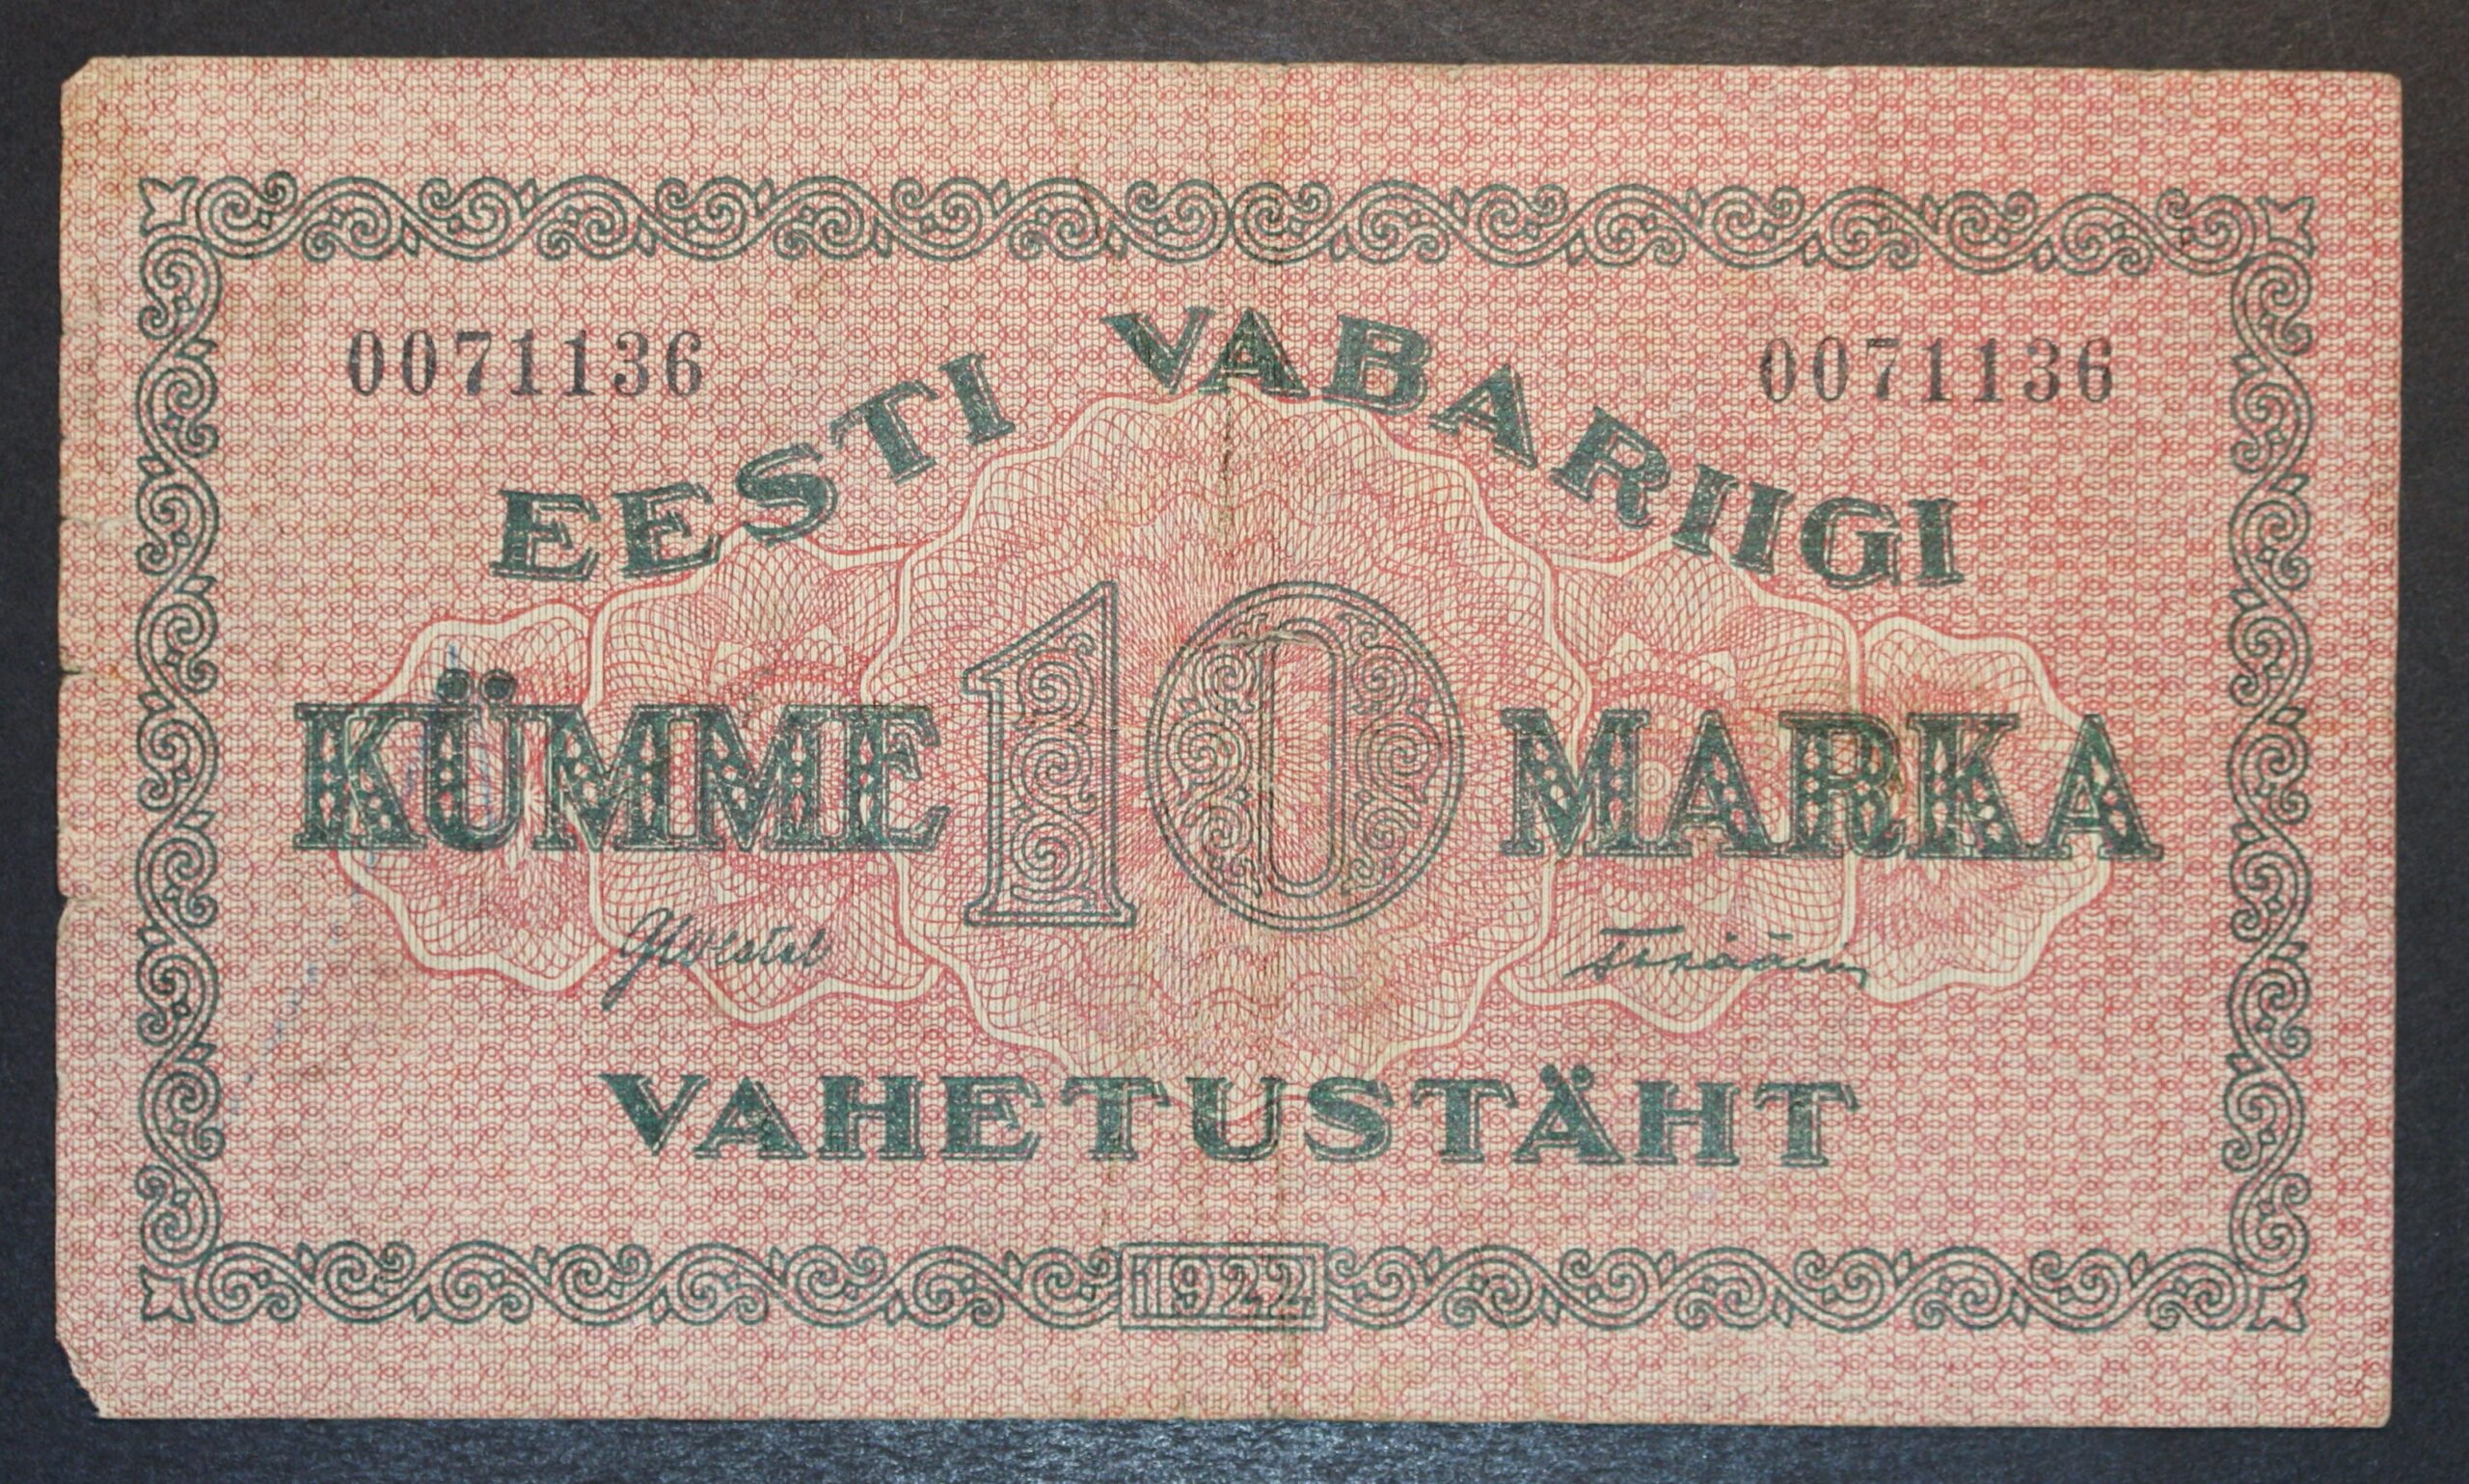 0071136 0071136
EESTI VABARIIGI
KÜMME 10 MARKA
VAHETUSTÄHT
1922